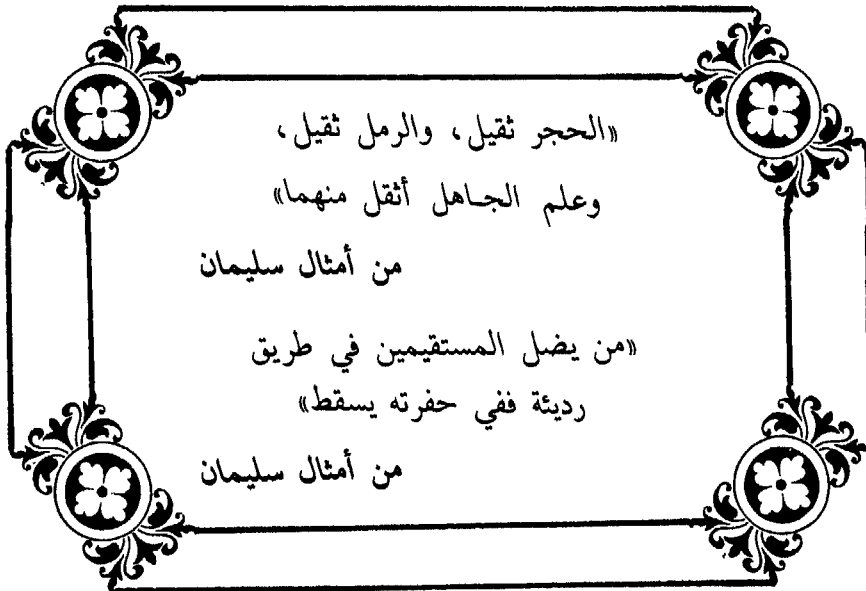 «الحجر ثقيل، والرمل ثقيل،
وعلم الجاهل أثقل منهما»
من أمثال سليمان
«من يضل المستقيمين في طريق
رديئة ففي حفرته يسقط»
من أمثال سليمان